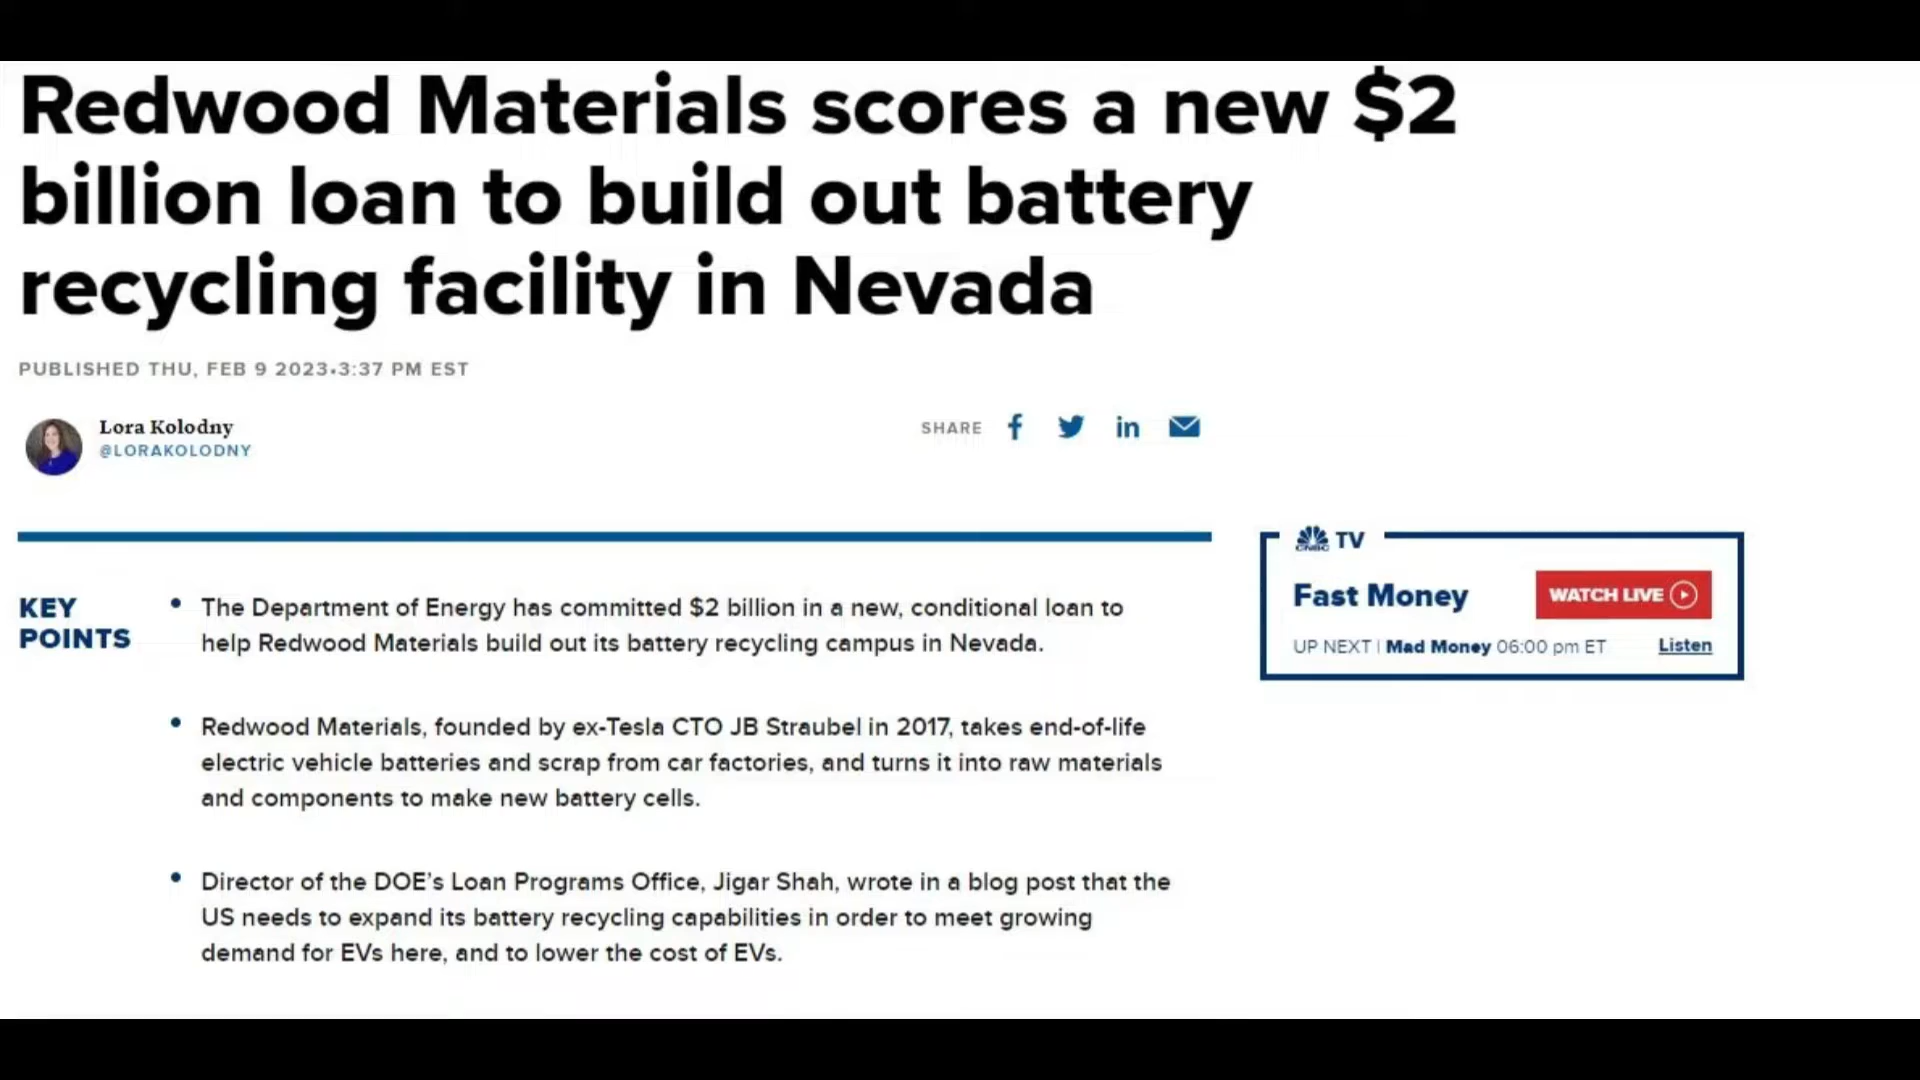 Redwood Materials scores a new $2
billion loan to build out battery
recycling facility in Nevada
PUBLISHED THU, FEB 9 2023•3:37 PM EST
Lora Kolodny
@LORAKOLODNY
SHARE
KEY
POINTS
• The Department of Energy has committed $2 billion in a new, conditional loan to
help Redwood Materials build out its battery recycling campus in Nevada.
• Redwood Materials, founded by ex-Tesla CTO JB Straubel in 2017, takes end-of-life
electric vehicle batteries and scrap from car factories, and turns it into raw materials
and components to make new battery cells.
• Director of the DOE’s Loan Programs Office, Jigar Shah, wrote in a blog post that the
US needs to expand its battery recycling capabilities in order to meet growing
demand for EVs here, and to lower the cost of EVs.
CNBC TV
Fast Money
WATCH LIVE
UP NEXT | Mad Money 06:00 pm ET
Listen